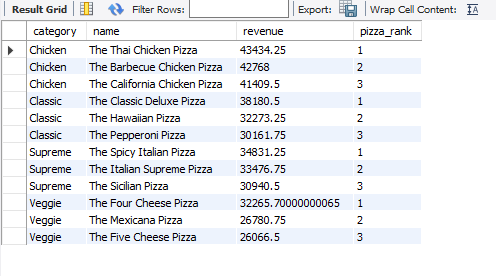 Result Grid Filter Rows: Export: Wrap Cell Content:
category name revenue pizza_rank
Chicken The Thai Chicken Pizza 43434.25 1
Chicken The Barbecue Chicken Pizza 42768 2
Chicken The California Chicken Pizza 41409.5 3
Classic The Classic Deluxe Pizza 38180.5 1
Classic The Hawaiian Pizza 32273.25 2
Classic The Pepperoni Pizza 30161.75 3
Supreme The Spicy Italian Pizza 34831.25 1
Supreme The Italian Supreme Pizza 33476.75 2
Supreme The Sicilian Pizza 30940.5 3
Veggie The Four Cheese Pizza 32265.70000000065 1
Veggie The Mexicana Pizza 26780.75 2
Veggie The Five Cheese Pizza 26066.5 3